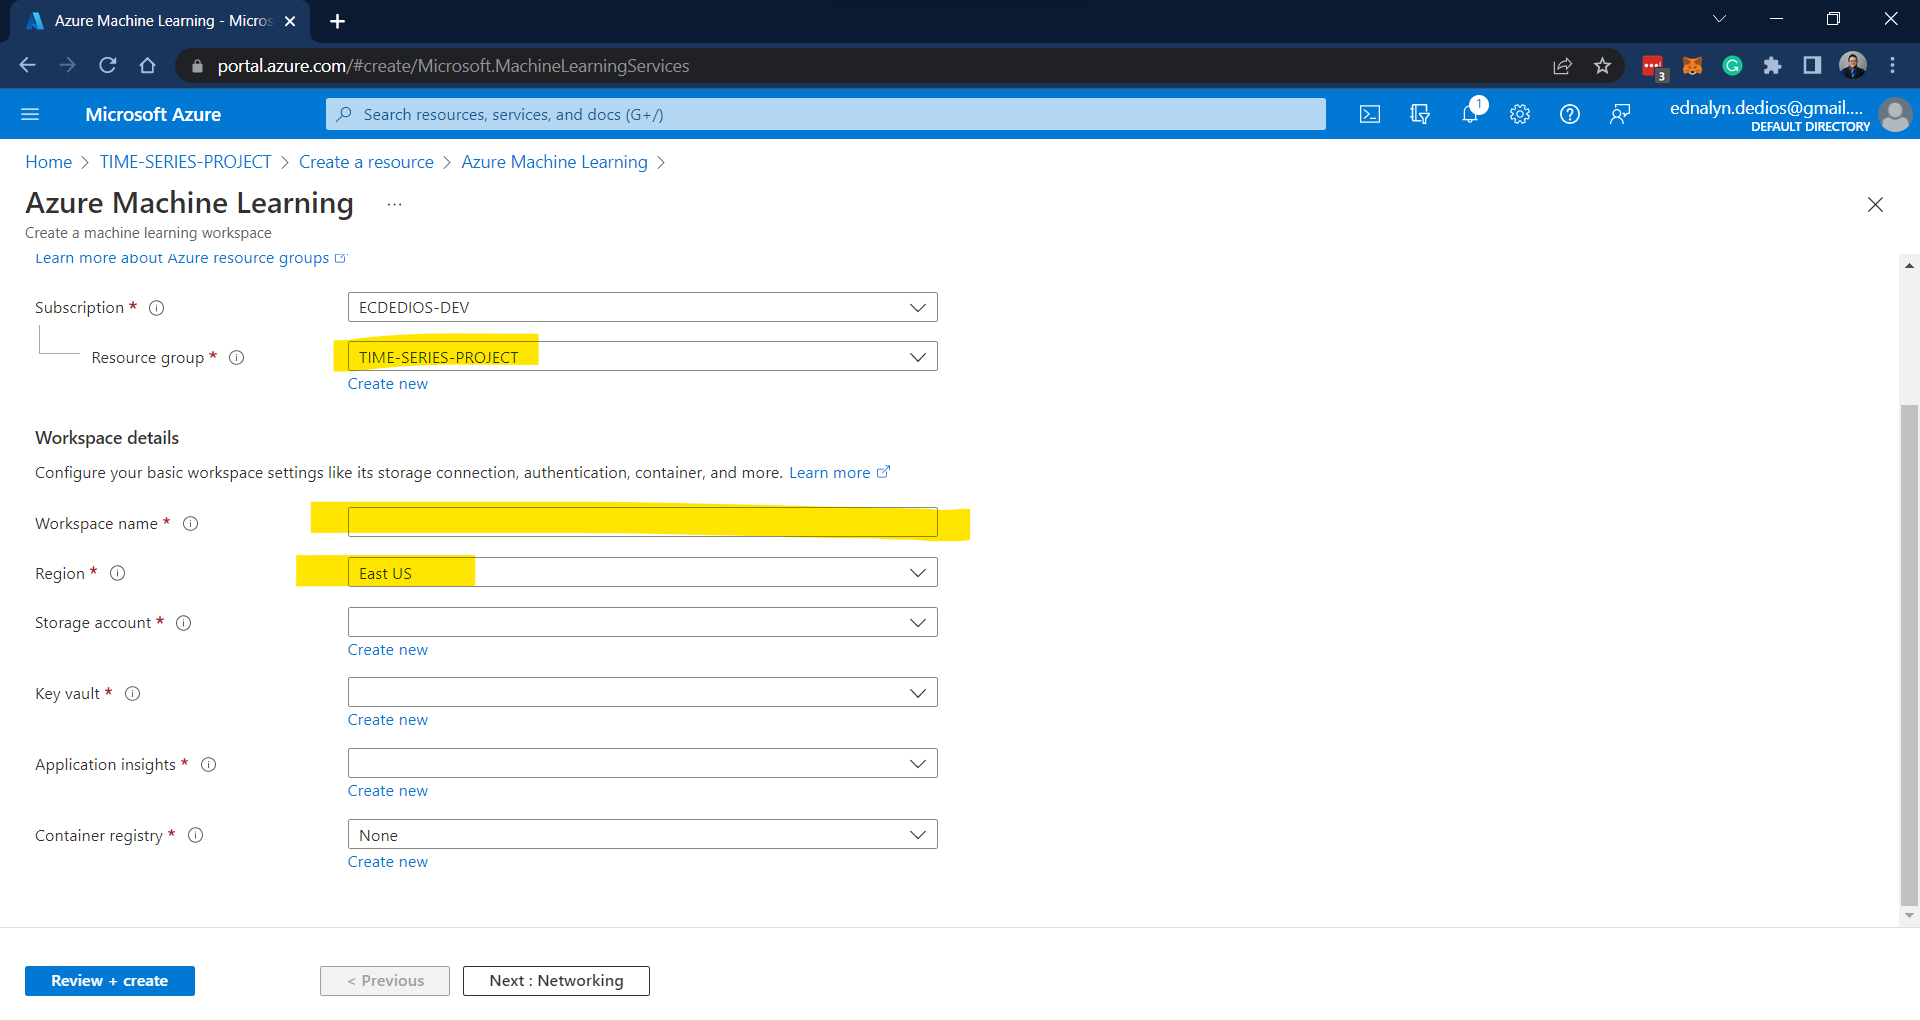 Azure Machine Learning - Micros
portal.azure.com/#create/Microsoft.MachineLearningServices
3
Microsoft Azure
Search resources, services, and docs (G+/)
1
ednalyn.dedios@gmail....
DEFAULT DIRECTORY
Home > TIME-SERIES-PROJECT > Create a resource > Azure Machine Learning >
Azure Machine Learning ...
Create a machine learning workspace
Learn more about Azure resource groups
Subscription * ECDEDIOS-DEV
Resource group * TIME-SERIES-PROJECT
Create new
Workspace details
Configure your basic workspace settings like its storage connection, authentication, container, and more. Learn more
Workspace name *
Region * East US
Storage account *
Create new
Key vault *
Create new
Application insights *
Create new
Container registry * None
Create new
Review + create
< Previous
Next : Networking